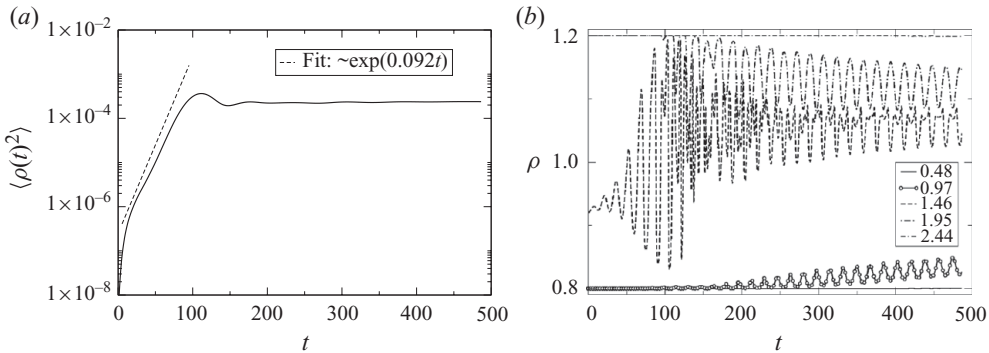 (a)
1×10⁻²
1×10⁻⁴
1×10⁻⁶
1×10⁻⁸
⟨ρ(t)²⟩
Fit: ~exp(0.092t)
0 100 200 300 400 500
t
(b)
1.2
1.0
0.8
ρ
0.48
0.97
1.46
1.95
2.44
0 100 200 300 400 500
t